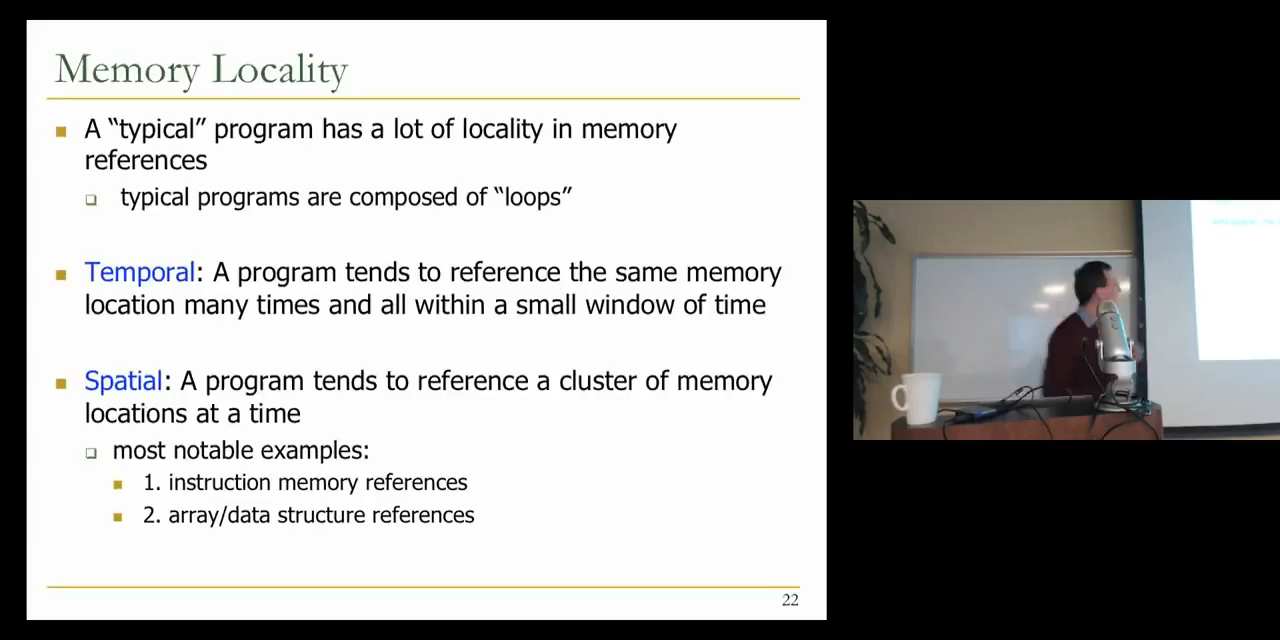 Memory Locality
A “typical” program has a lot of locality in memory
references
typical programs are composed of “loops”
Temporal: A program tends to reference the same memory
location many times and all within a small window of time
Spatial: A program tends to reference a cluster of memory
locations at a time
most notable examples:
1. instruction memory references
2. array/data structure references
22